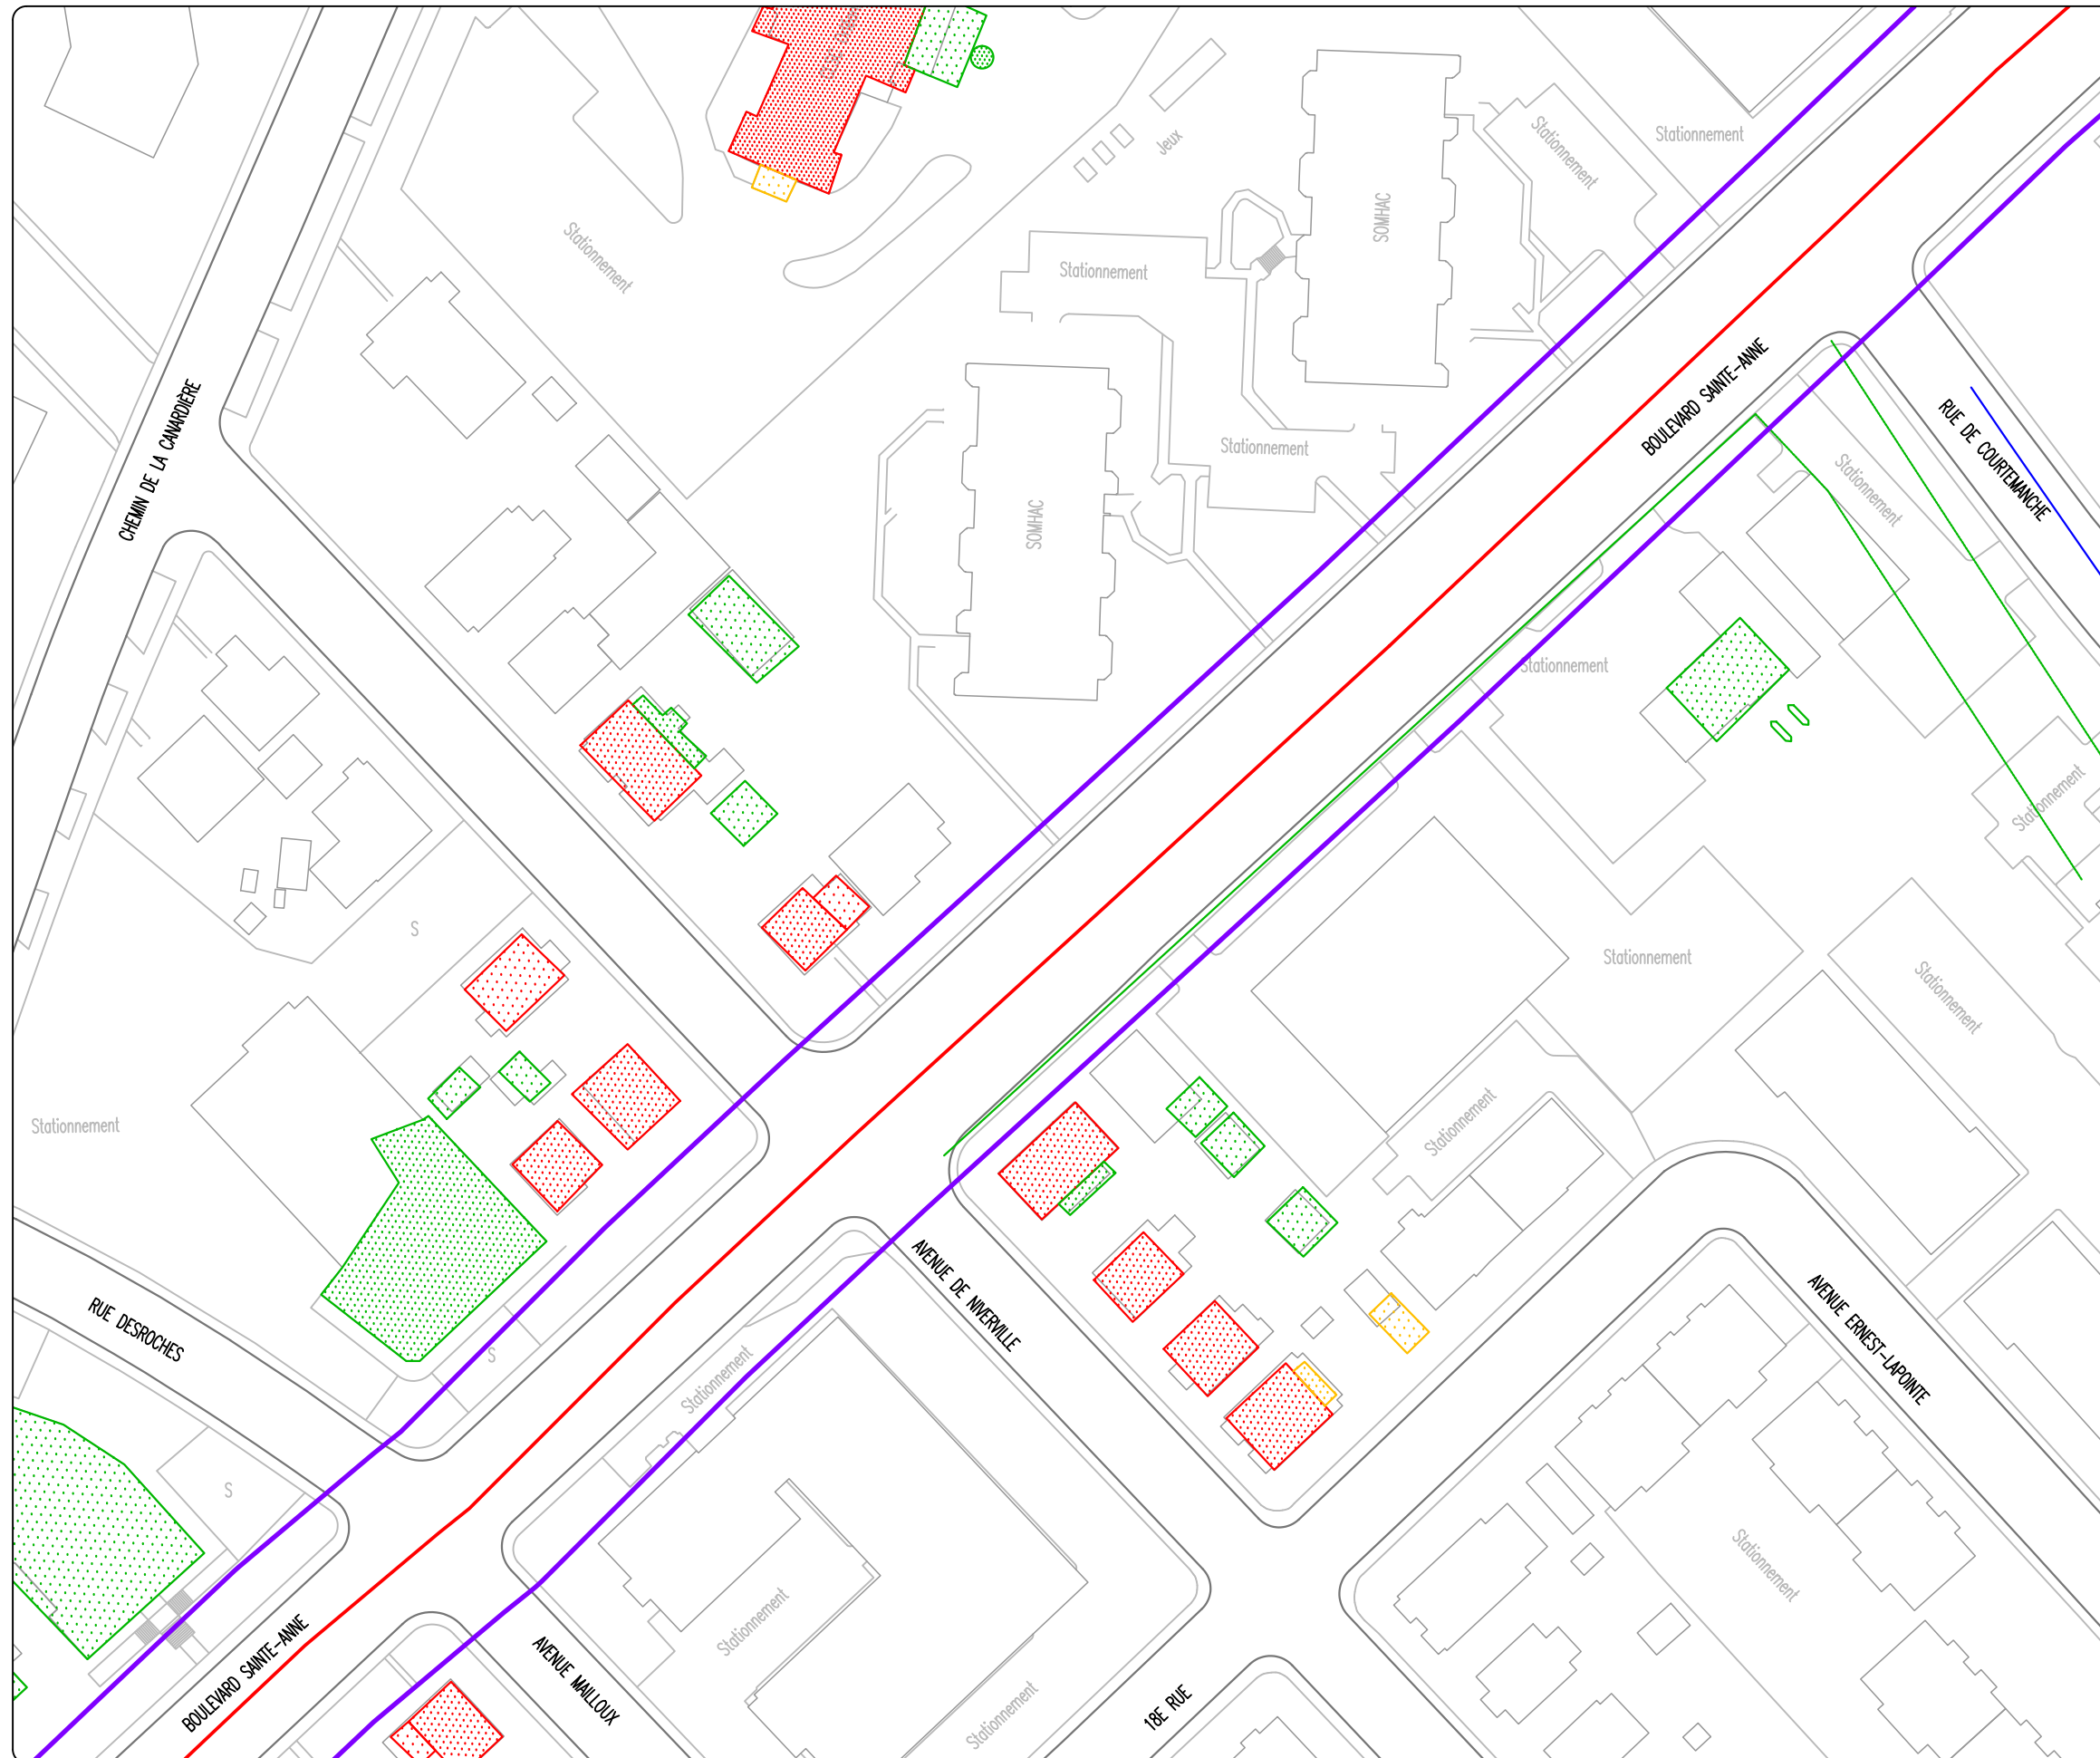 Jeux
Stationnement
Stationnement
Stationnement
SOMHAC
Stationnement
BOULEVARD SAINTE-ANNE
CHEMIN DE LA CANARDIÈRE
RUE DE COURTEMANCHE
Stationnement
Stationnement
SOMHAC
Stationnement
Stationnement
S
Stationnement
Stationnement
Stationnement
Stationnement
RUE DESROCHES
AVENUE DE NIVERVILLE
AVENUE ERNEST-LAPOINTE
S
Stationnement
S
Stationnement
Stationnement
BOULEVARD SAINTE-ANNE
AVENUE MAILLOUX
18E RUE
Stationnement